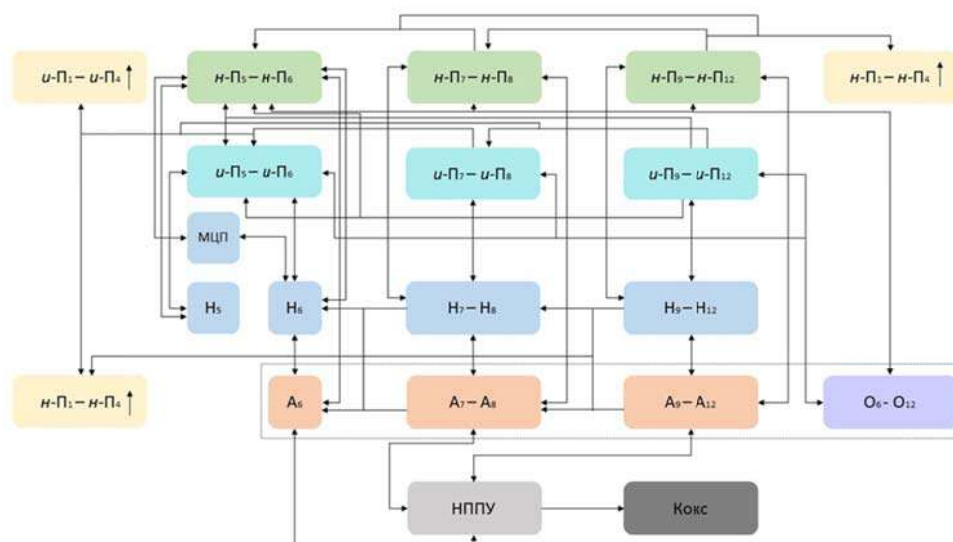 и-П₁ – и-П₄ ↑
н-П₅ – н-П₆
н-П₇ – н-П₈
н-П₉ – н-П₁₂
н-П₁ – н-П₄ ↑
и-П₅ – и-П₆
и-П₇ – и-П₈
и-П₉ – и-П₁₂
МЦП
Н₅
Н₆
Н₇ – Н₈
Н₉ – Н₁₂
н-П₁ – н-П₄ ↑
А₆
А₇ – А₈
А₉ – А₁₂
О₆ - О₁₂
НППУ
Кокс